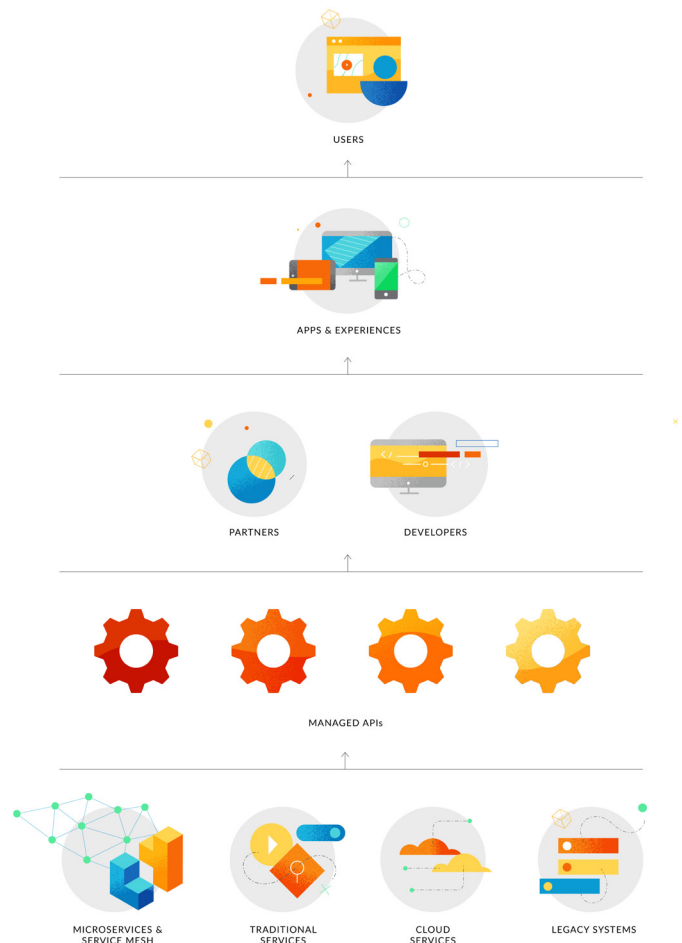 USERS
APPS & EXPERIENCES
PARTNERS
DEVELOPERS
</>
MANAGED APIs
MICROSERVICES &
SERVICE MESH
TRADITIONAL
SERVICES
CLOUD
SERVICES
LEGACY SYSTEMS